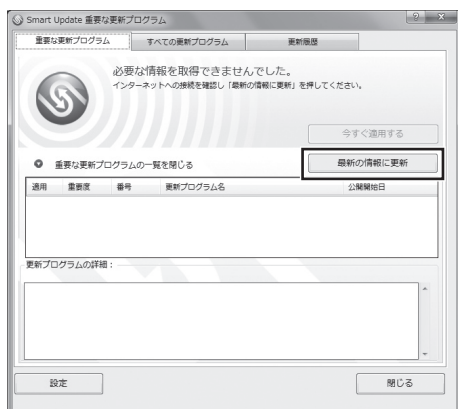 Smart Update 重要な更新プログラム
重要な更新プログラム
すべての更新プログラム
更新履歴
必要な情報を取得できませんでした。
インターネットへの接続を確認し「最新の情報に更新」を押してください。
今すぐ適用する
重要な更新プログラムの一覧を閉じる
最新の情報に更新
適用 重要度 番号 更新プログラム名 公開開始日
更新プログラムの詳細：
設定
閉じる